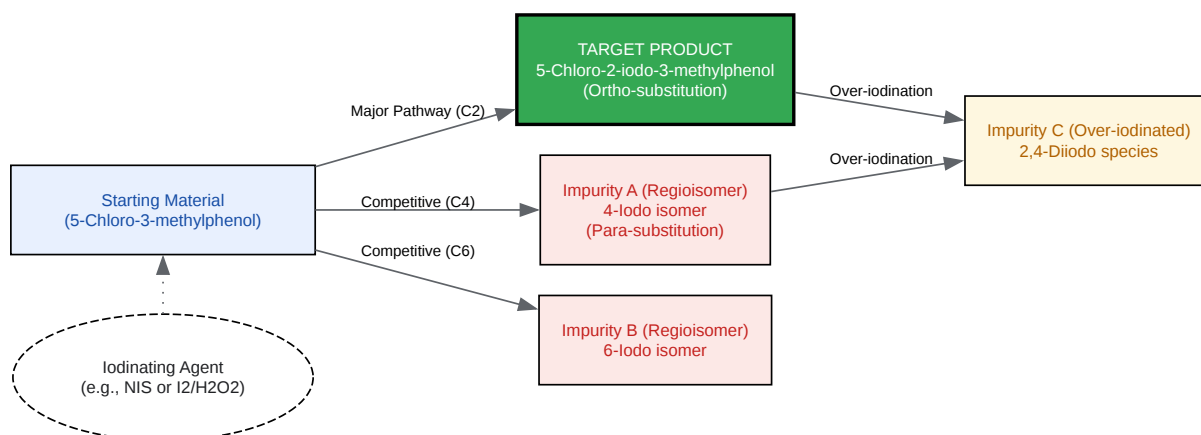 TARGET PRODUCT
5-Chloro-2-iodo-3-methylphenol
(Ortho-substitution)
Major Pathway (C2)
Over-iodination
Impurity C (Over-iodinated)
2,4-Diiodo species
Starting Material
(5-Chloro-3-methylphenol)
Competitive (C4)
Impurity A (Regioisomer)
4-Iodo isomer
(Para-substitution)
Over-iodination
Competitive (C6)
Impurity B (Regioisomer)
6-Iodo isomer
Iodinating Agent
(e.g., NIS or I2/H2O2)